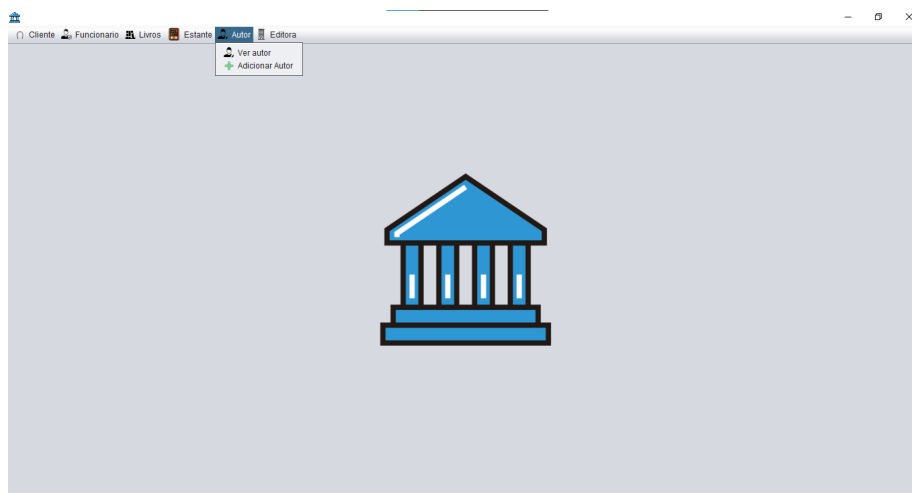 Cliente Funcionario Livros Estante Autor Editora
Ver autor
Adicionar Autor